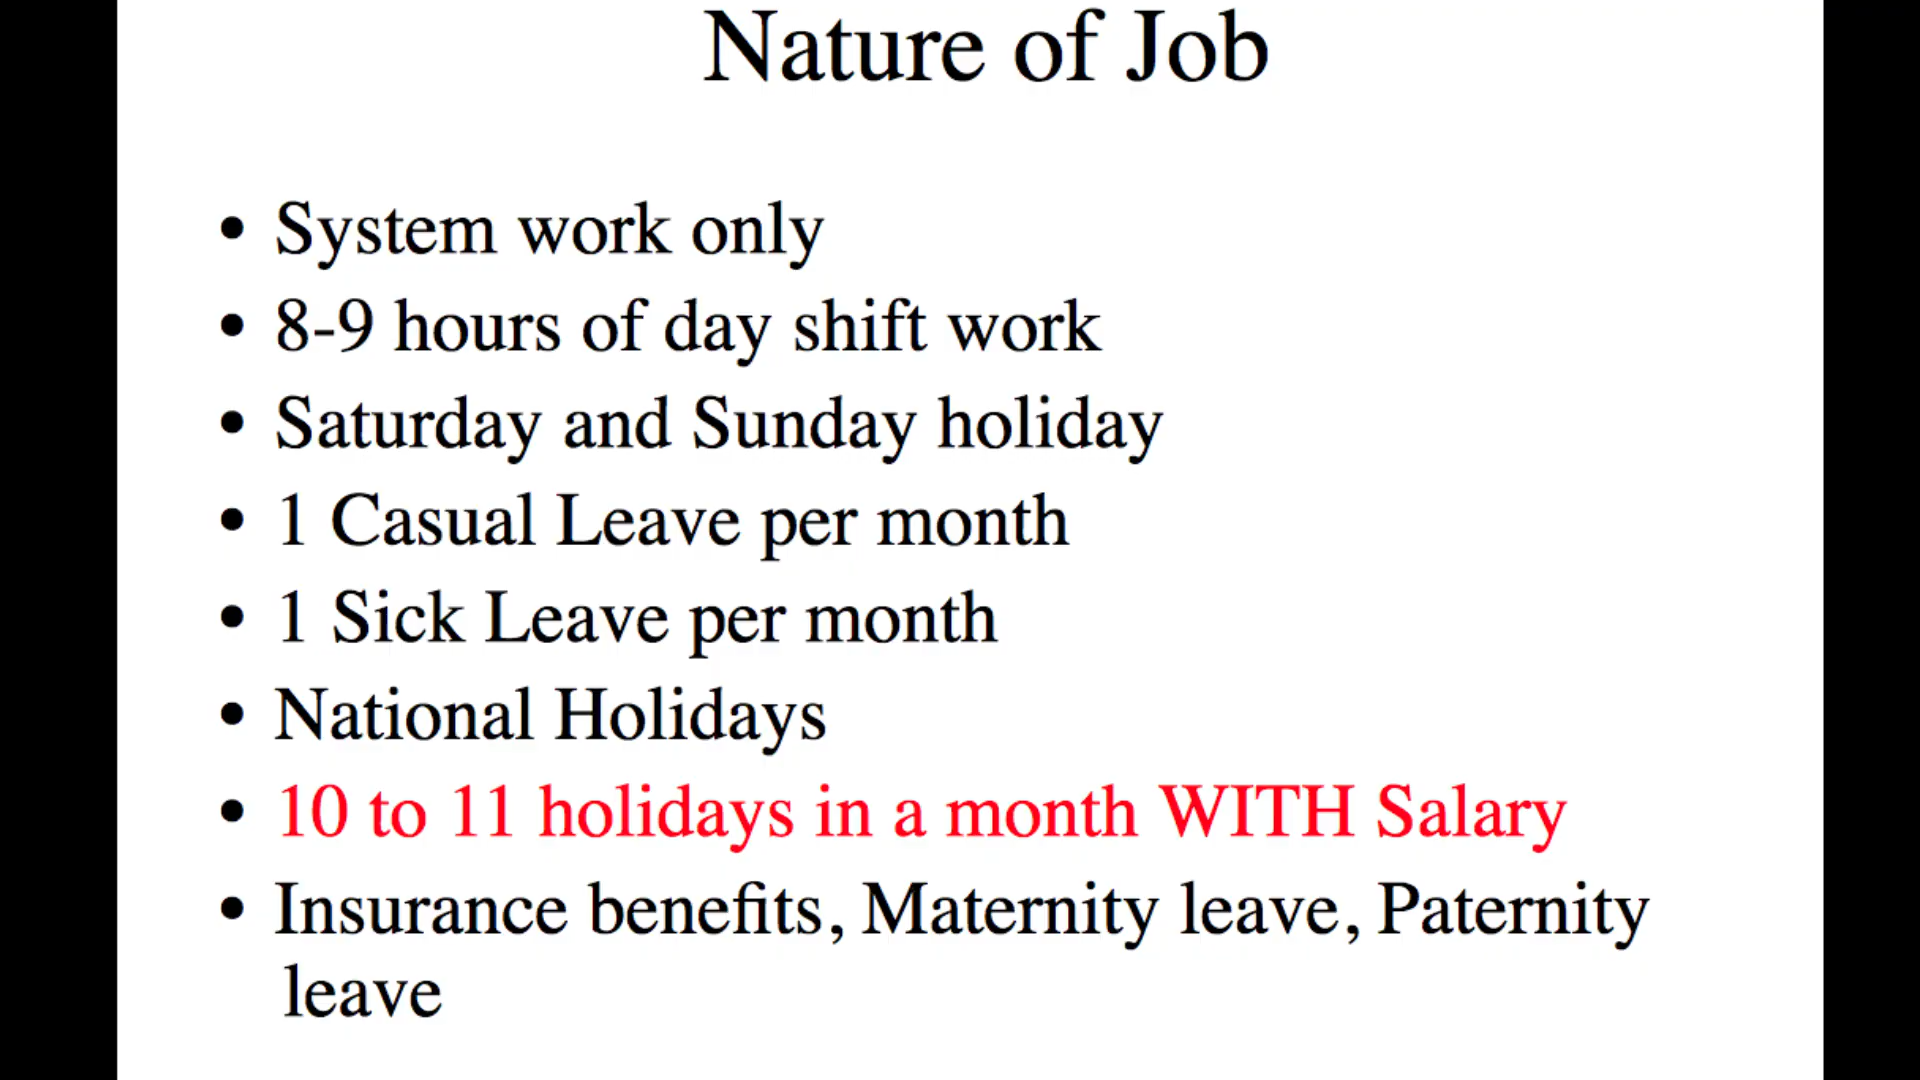 Nature of Job
• System work only
• 8-9 hours of day shift work
• Saturday and Sunday holiday
• 1 Casual Leave per month
• 1 Sick Leave per month
• National Holidays
• 10 to 11 holidays in a month WITH Salary
• Insurance benefits, Maternity leave, Paternity
leave